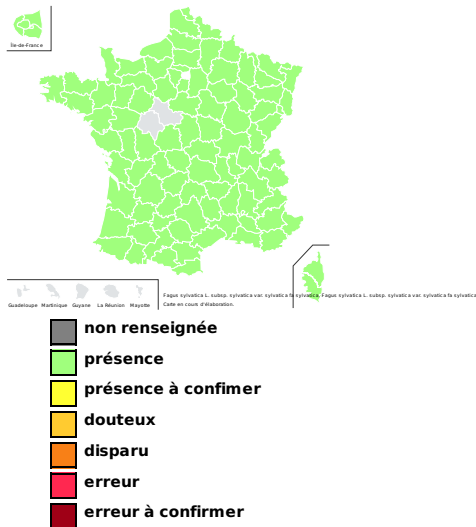 Île-de-France
Guadeloupe Martinique Guyane La Réunion Mayotte
Fagus sylvatica L. subsp. sylvatica var. sylvatica fa sylvatica, Fagus sylvatica L. subsp. sylvatica var. sylvatica fa sylvatica
Carte en cours d'élaboration.
non renseignée
présence
présence à confimer
douteux
disparu
erreur
erreur à confirmer